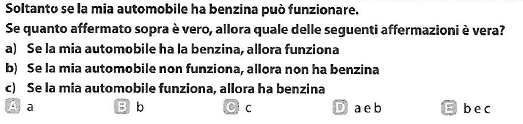 Soltanto se la mia automobile ha benzina può funzionare.
Se quanto affermato sopra è vero, allora quale delle seguenti affermazioni è vera?
a) Se la mia automobile ha la benzina, allora funziona
b) Se la mia automobile non funziona, allora non ha benzina
c) Se la mia automobile funziona, allora ha benzina
A a B b C c D a e b E b e c